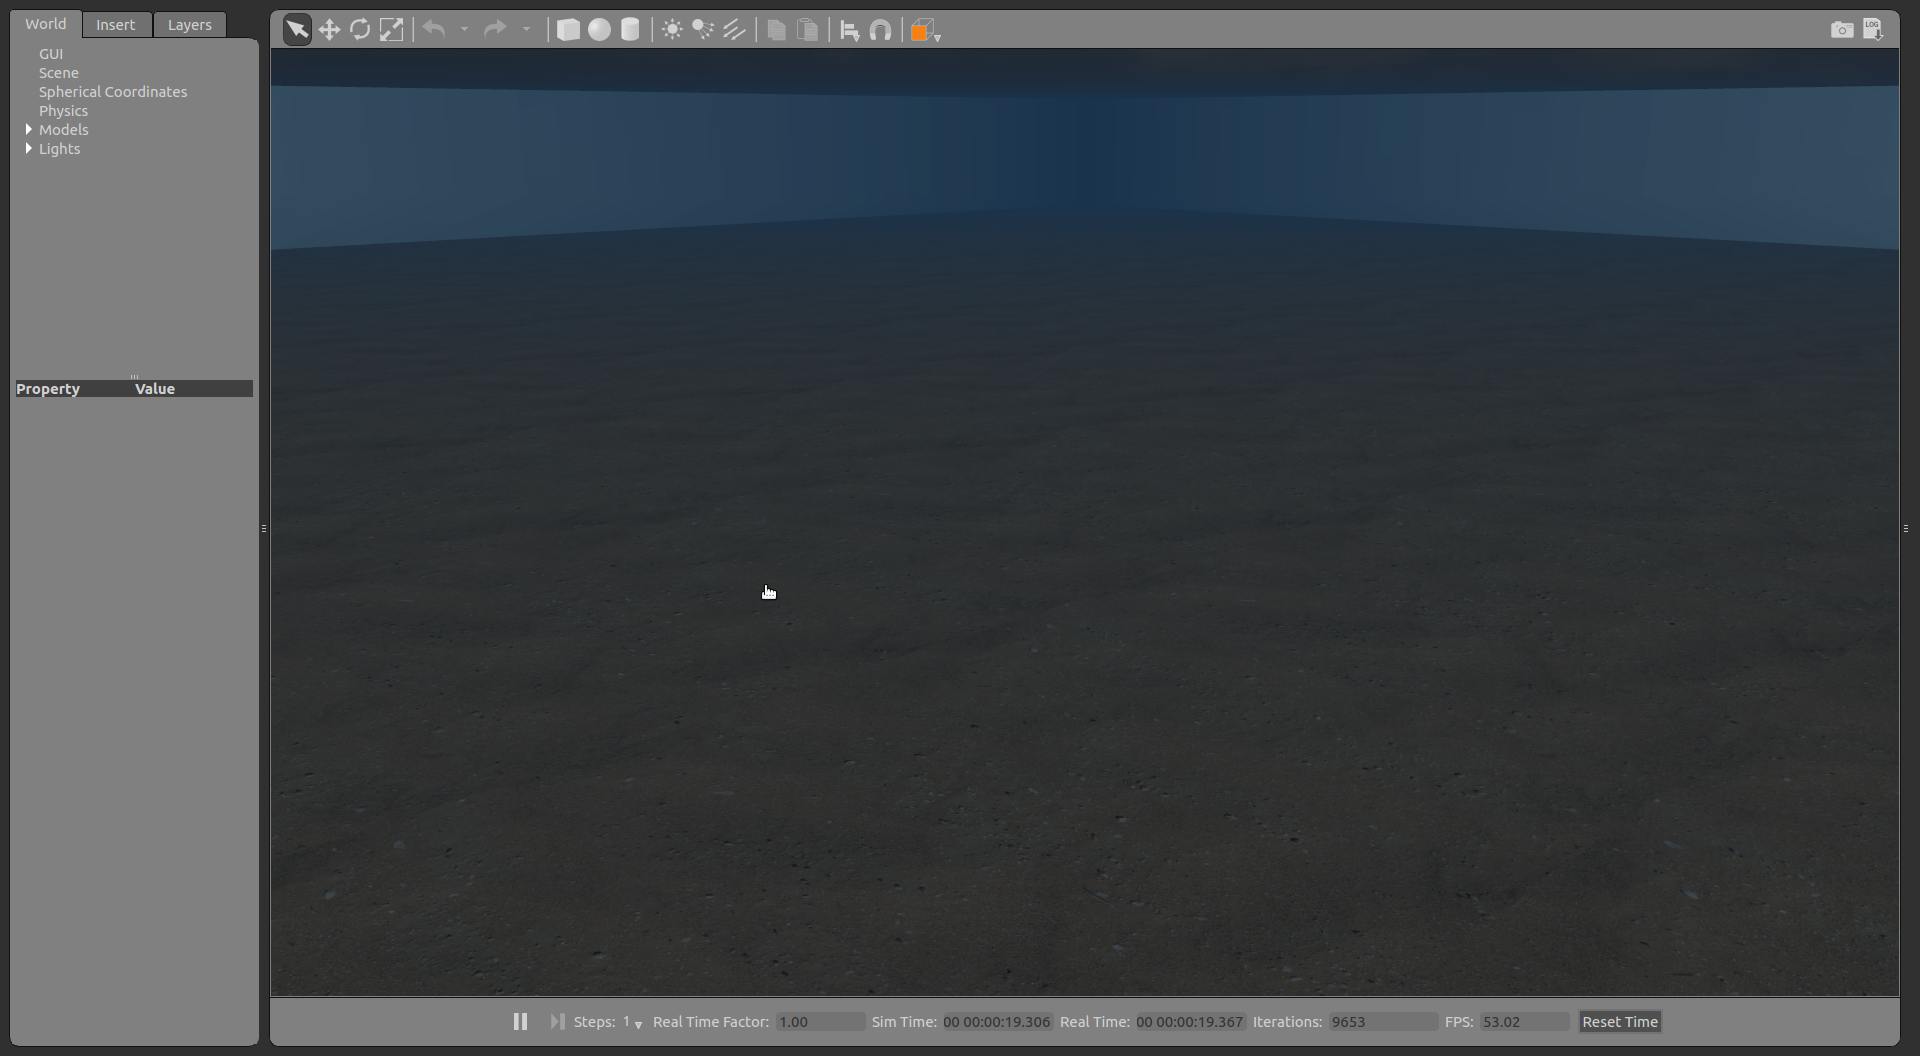 World Insert Layers
LOG
GUI
Scene
Spherical Coordinates
Physics
Models
Lights
Property Value
Steps: 1 Real Time Factor: 1.00 Sim Time: 00 00:00:19.306 Real Time: 00 00:00:19.367 Iterations: 9653 FPS: 53.02 Reset Time